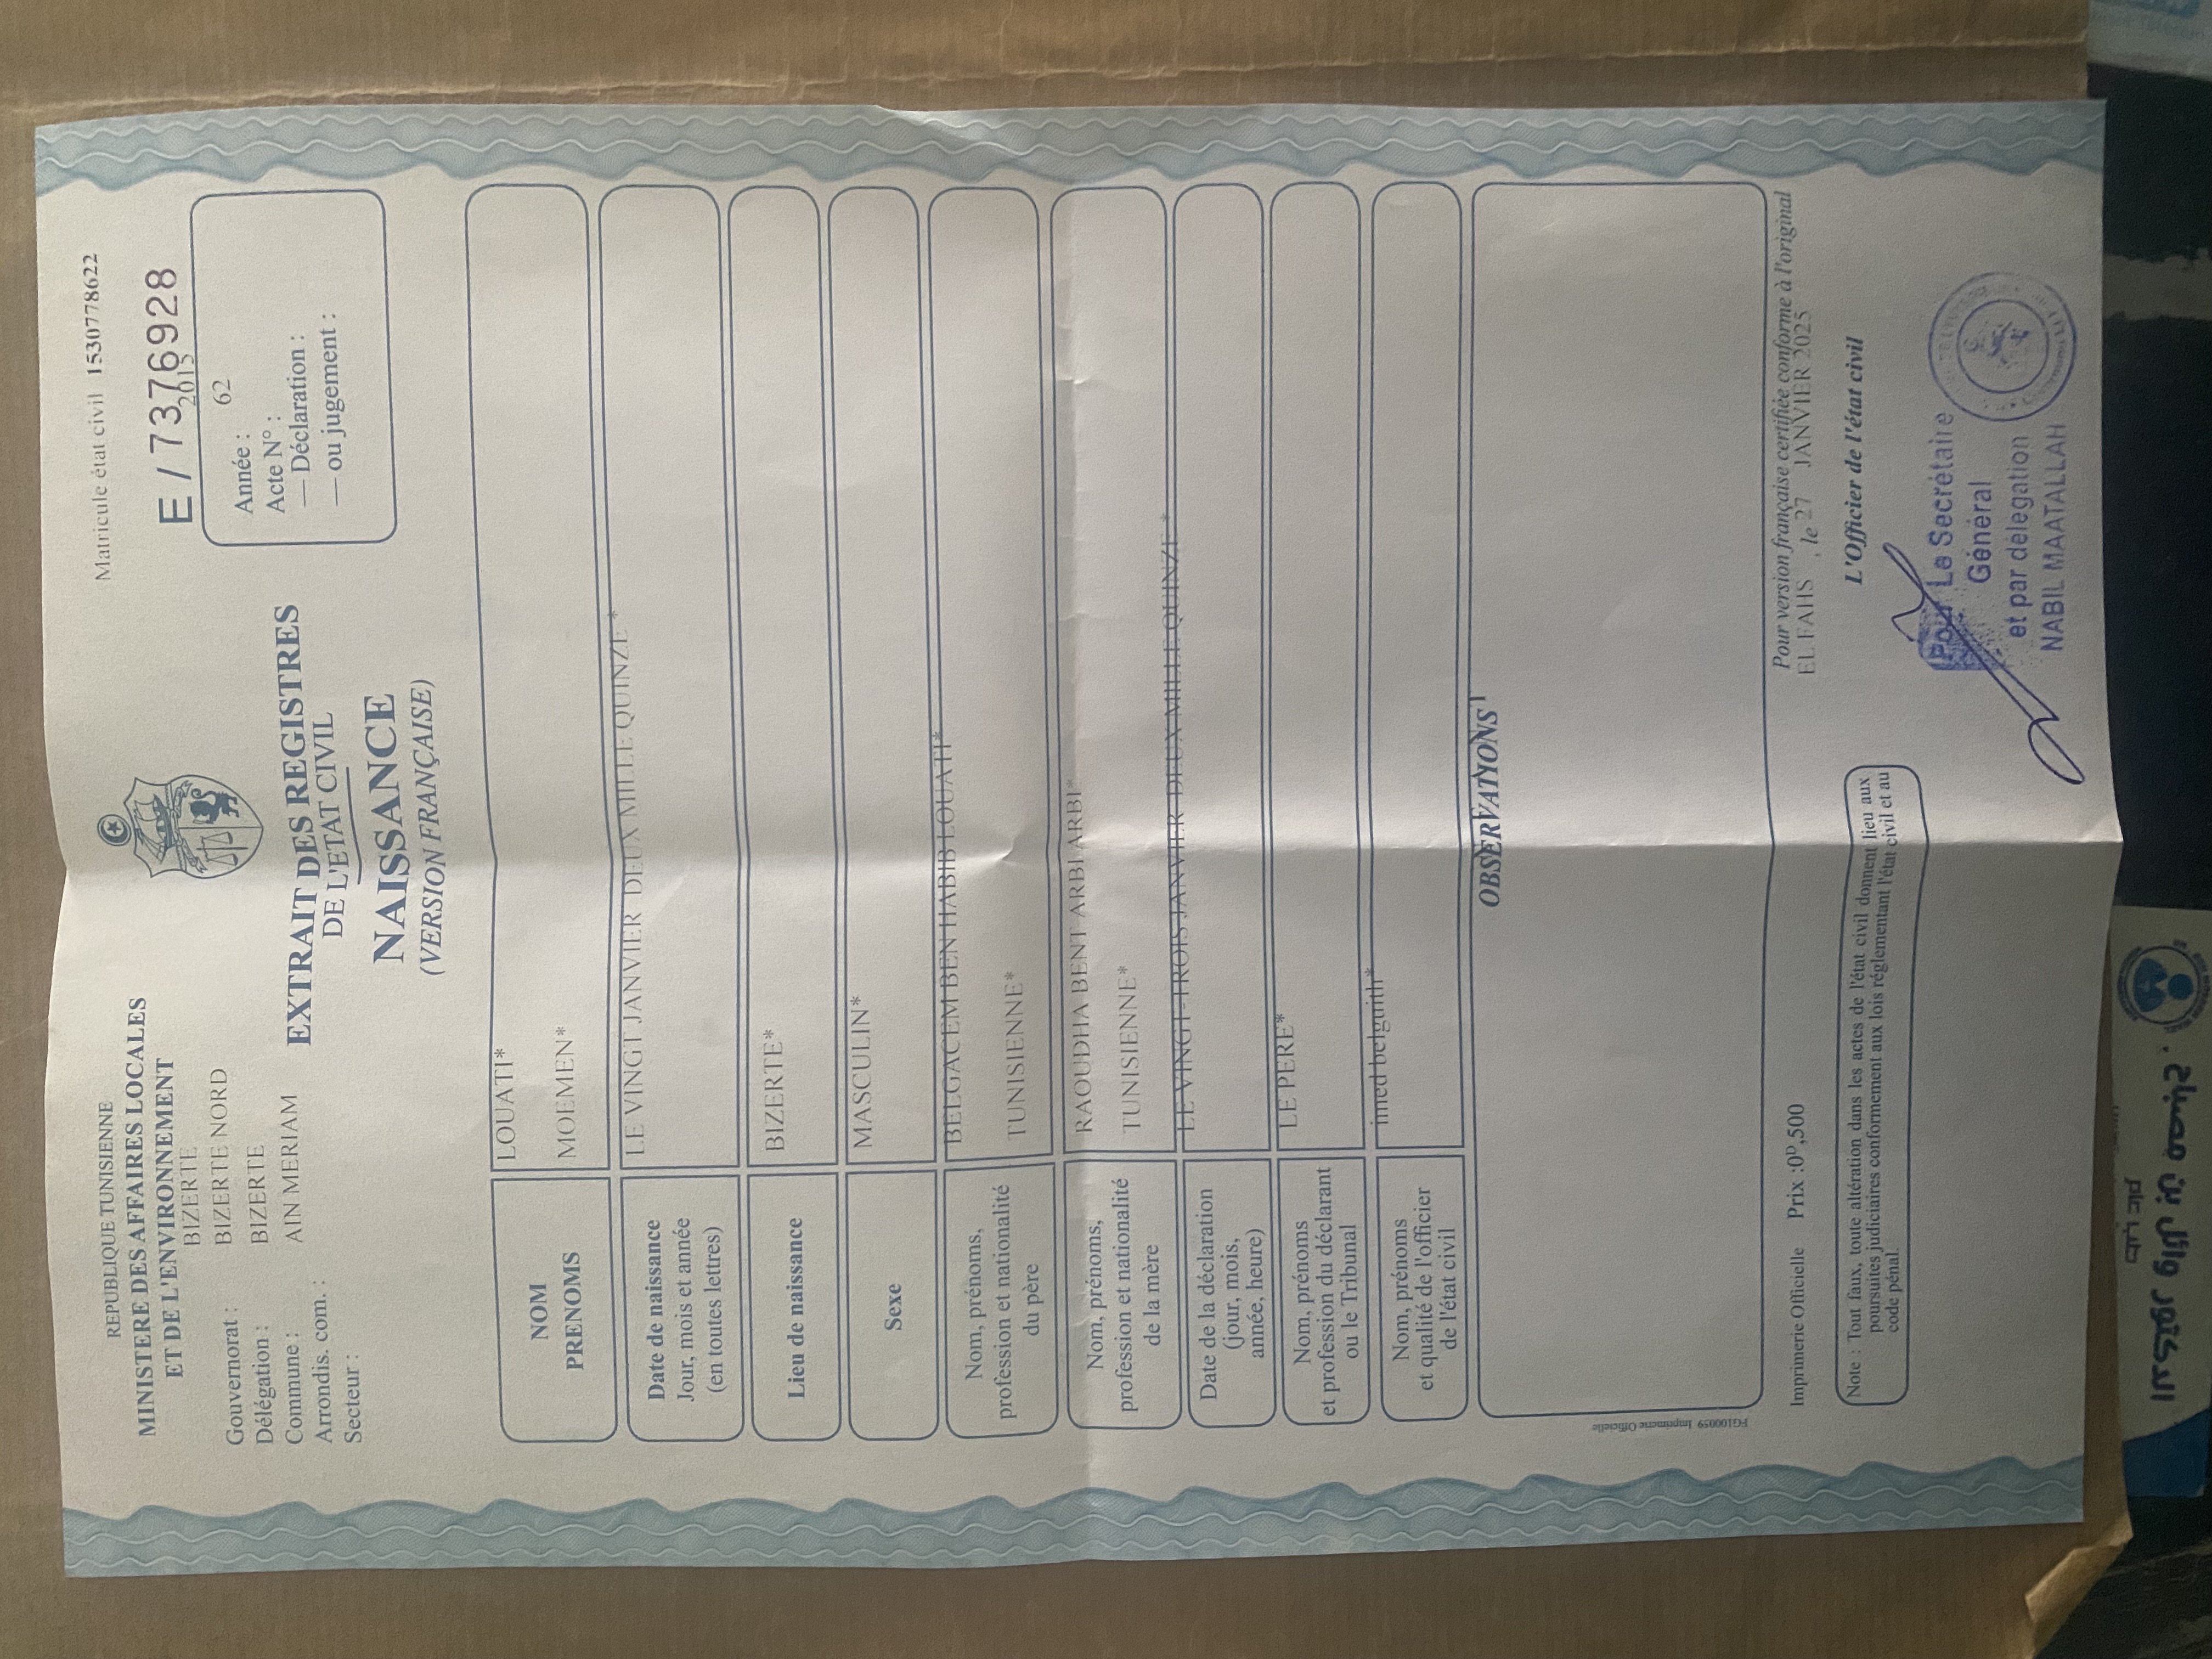 REPUBLIQUE TUNISIENNE
MINISTERE DES AFFAIRES LOCALES
ET DE L'ENVIRONNEMENT
BIZERTE
Gouvernorat :
BIZERTE NORD
Délégation :
BIZERTE
Commune :
AIN MERIAM
Arrondis. com. :
Secteur :
Matricule état civil 1530778622
E / 7376928
2015
Année :
62
Acte N° :
— Déclaration :
— ou jugement :
EXTRAIT DES REGISTRES
DE L'ETAT CIVIL
NAISSANCE
(VERSION FRANÇAISE)
NOM
LOUATI*
PRENOMS
MOEMEN*
Date de naissance
Jour, mois et année
(en toutes lettres)
LE VINGT JANVIER DEUX MILLE QUINZE *
Lieu de naissance
BIZERTE*
Sexe
MASCULIN*
Nom, prénoms,
profession et nationalité
du père
BELGACEM BEN HABIB LOUATI*
TUNISIENNE*
Nom, prénoms,
profession et nationalité
de la mère
RAOUDHA BENT ARBI ARBI*
TUNISIENNE*
Date de la déclaration
(jour, mois,
année, heure)
LE VINGT-TROIS JANVIER DEUX MILLE QUINZE*
Nom, prénoms
et profession du déclarant
ou le Tribunal
LE PERE*
Nom, prénoms
et qualité de l'officier
de l'état civil
imed belguith*
OBSERVATIONS
FG100059 Imprimerie Officielle
Imprimerie Officielle Prix :0ᴰ,500
Pour version française certifiée conforme à l'original
EL FAHS , le 27 JANVIER 2025
L'Officier de l'état civil
Pour Le Secrétaire
Général
et par délegation
NABIL MAATALLAH
Note : Tout faux, toute altération dans les actes de l'état civil donnent lieu aux
poursuites judiciaires conformement aux lois réglementant l'état civil et au
code pénal.
الدكتور وائل بن